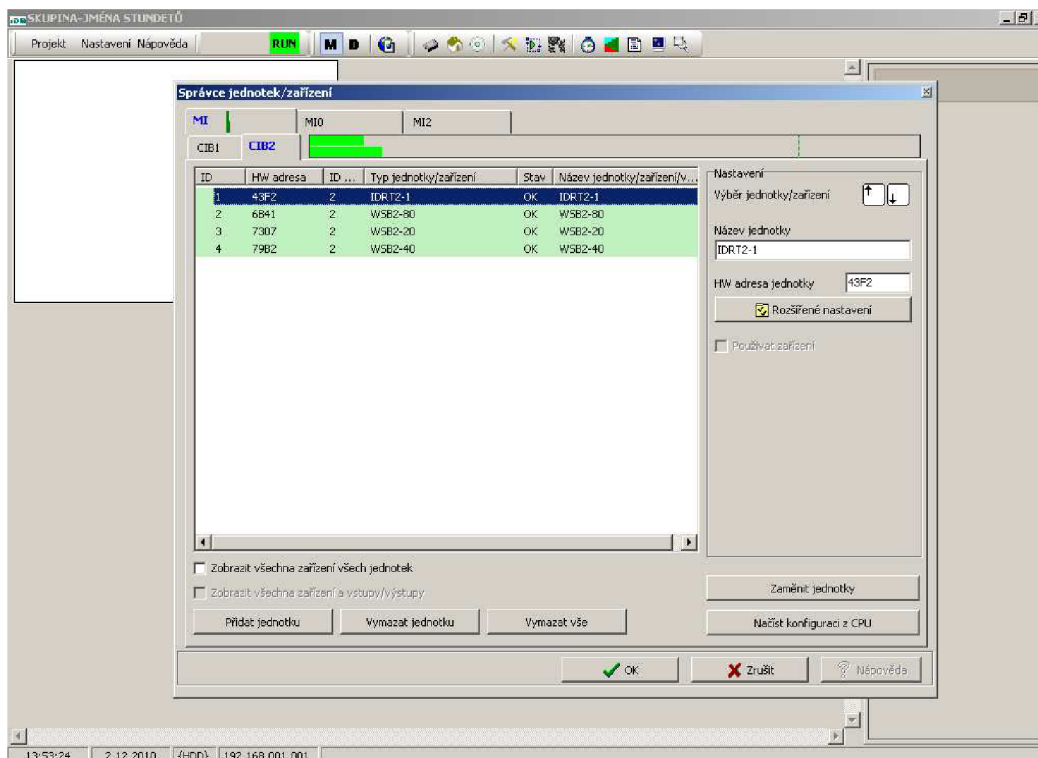 SKUPINA-JMÉNA STUNDETŮ
Projekt Nastavení Nápověda RUN M D
Správce jednotek/zařízení
MI MI0 MI2
CIB1 CIB2
ID HW adresa ID ... Typ jednotky/zařízení Stav Název jednotky/zařízení/v...
1 43F2 2 IDRT2-1 OK IDRT2-1
2 6B41 2 WSB2-80 OK WSB2-80
3 7307 2 WSB2-20 OK WSB2-20
4 79B2 2 WSB2-40 OK WSB2-40
Nastavení
Výběr jednotky/zařízení
Název jednotky
IDRT2-1
HW adresa jednotky 43F2
Rozšířené nastavení
Používat zařízení
Zobrazit všechna zařízení všech jednotek
Zobrazit všechna zařízení a vstupy/výstupy
Přidat jednotku Vymazat jednotku Vymazat vše
Zaměnit jednotky
Načíst konfiguraci z CPU
OK Zrušit Nápověda
13:53:24 2.12.2010 {HDD} 192.168.001.001